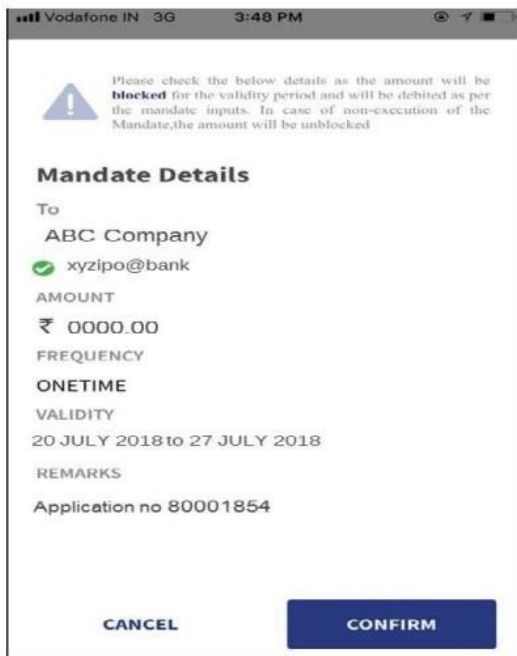 Vodafone IN 3G 3:48 PM
Please check the below details as the amount will be
blocked for the validity period and will be debited as per
the mandate inputs. In case of non-execution of the
Mandate,the amount will be unblocked
Mandate Details
To
ABC Company
xyzipo@bank
AMOUNT
₹ 0000.00
FREQUENCY
ONETIME
VALIDITY
20 JULY 2018 to 27 JULY 2018
REMARKS
Application no 80001854
CANCEL CONFIRM